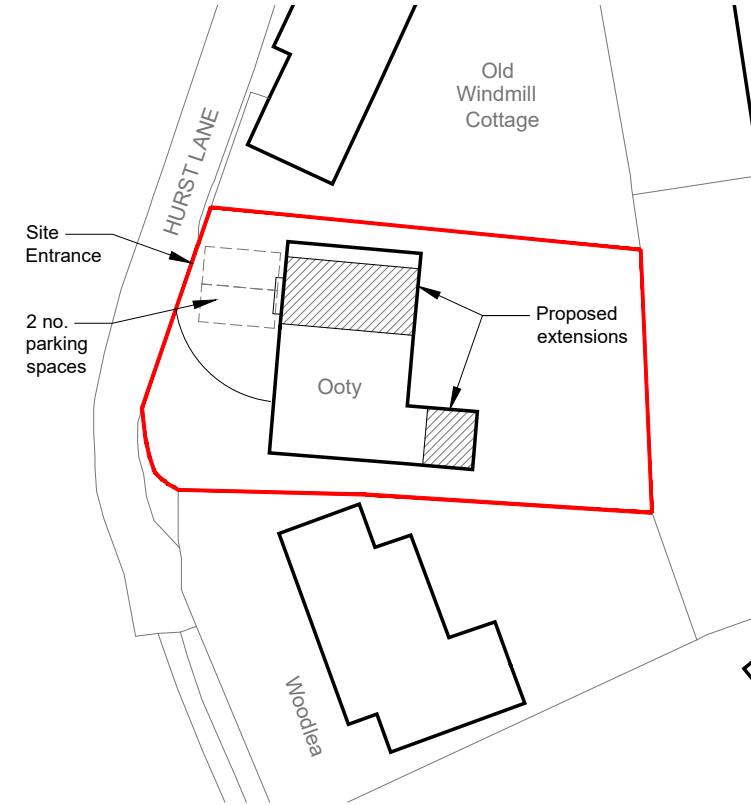 Old
Windmill
Cottage
HURST LANE
Site
Entrance
2 no.
parking
spaces
Proposed
extensions
Ooty
Woodlea